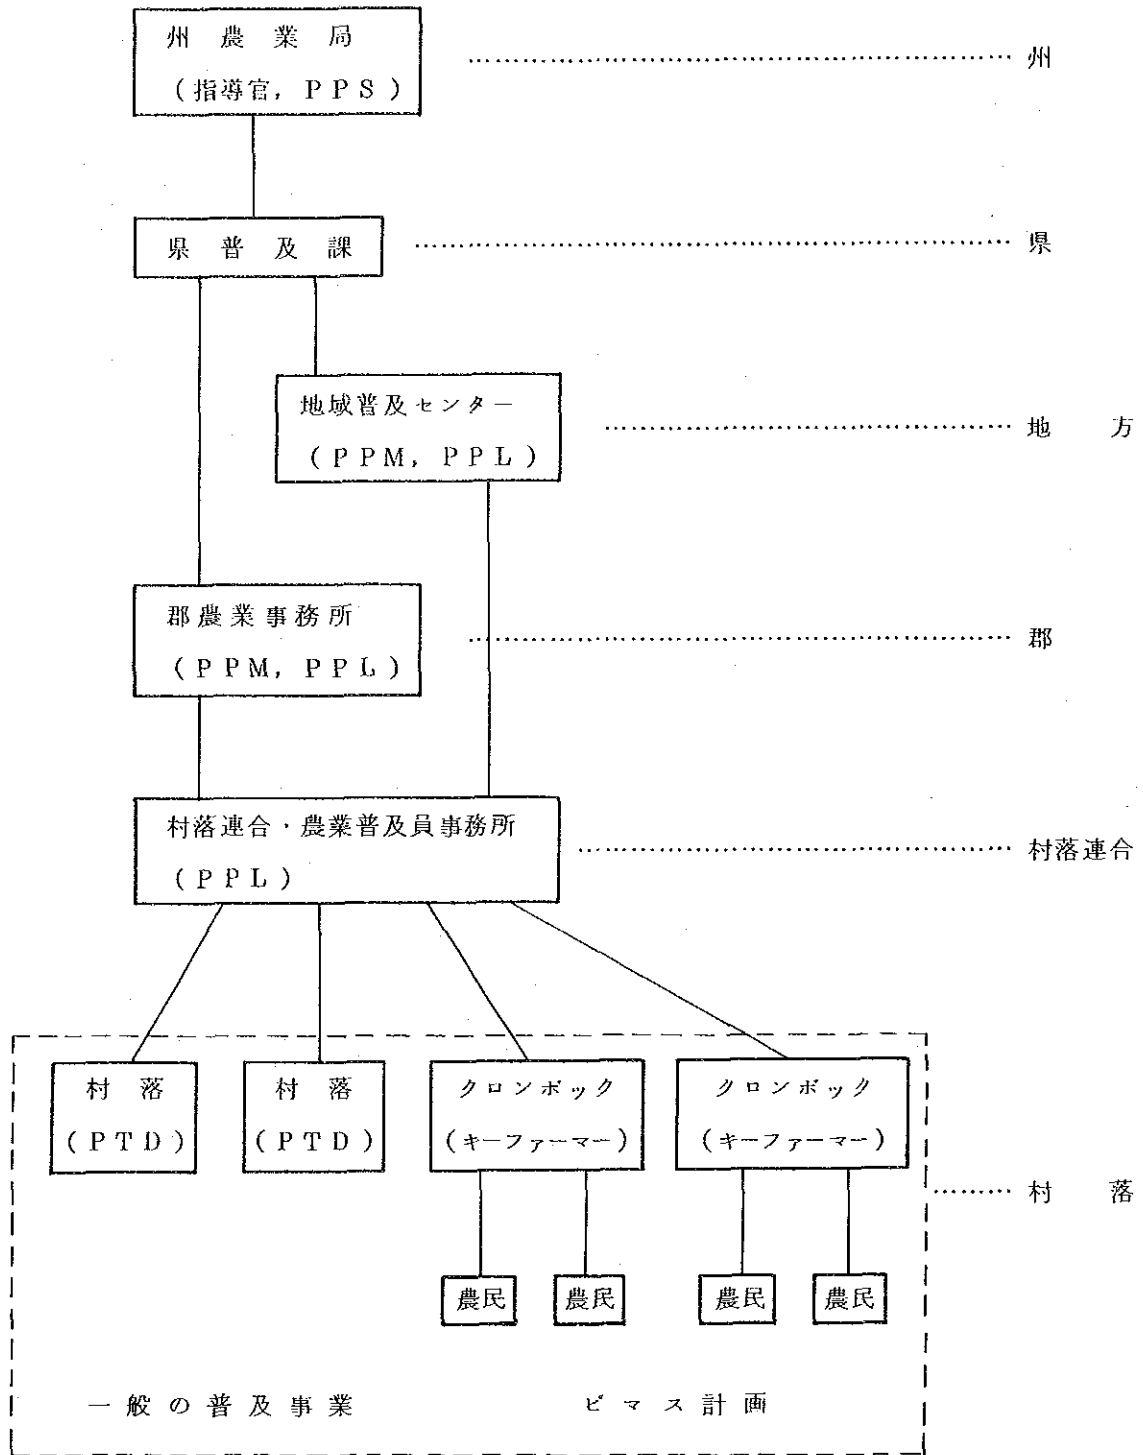 州農業局
(指導官, PPS)
州
県普及課
県
地域普及センター
(PPM, PPL)
地方
郡農業事務所
(PPM, PPL)
郡
村落連合・農業普及員事務所
(PPL)
村落連合
村落
(PTD)
村落
(PTD)
クロンボック
(キーファーマー)
クロンボック
(キーファーマー)
村落
農民
農民
農民
農民
一般の普及事業
ビマス計画